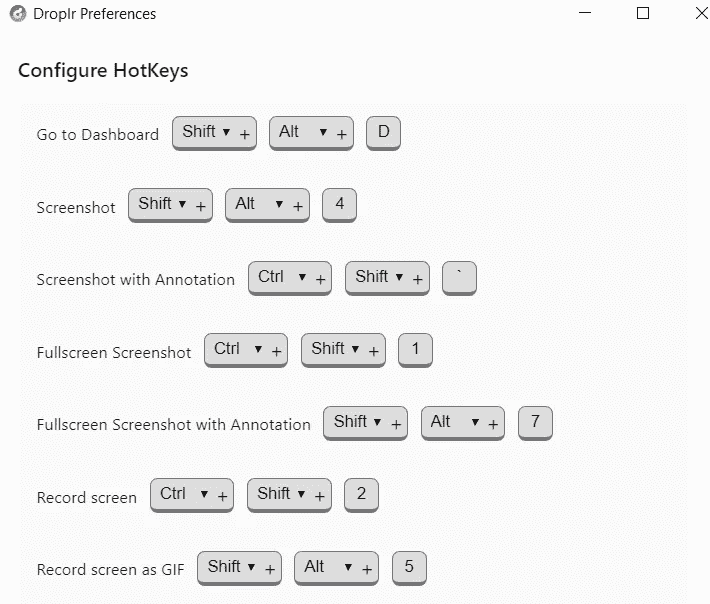 Droplr Preferences
Configure HotKeys
Go to Dashboard Shift ▼ + Alt ▼ + D
Screenshot Shift ▼ + Alt ▼ + 4
Screenshot with Annotation Ctrl ▼ + Shift ▼ + `
Fullscreen Screenshot Ctrl ▼ + Shift ▼ + 1
Fullscreen Screenshot with Annotation Shift ▼ + Alt ▼ + 7
Record screen Ctrl ▼ + Shift ▼ + 2
Record screen as GIF Shift ▼ + Alt ▼ + 5